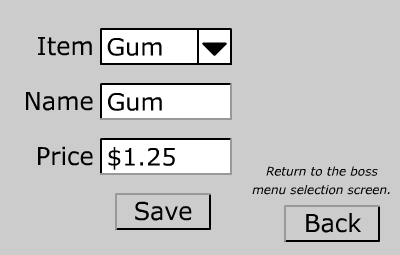 Item Gum
Name Gum
Price $1.25
Save
Return to the boss
menu selection screen.
Back